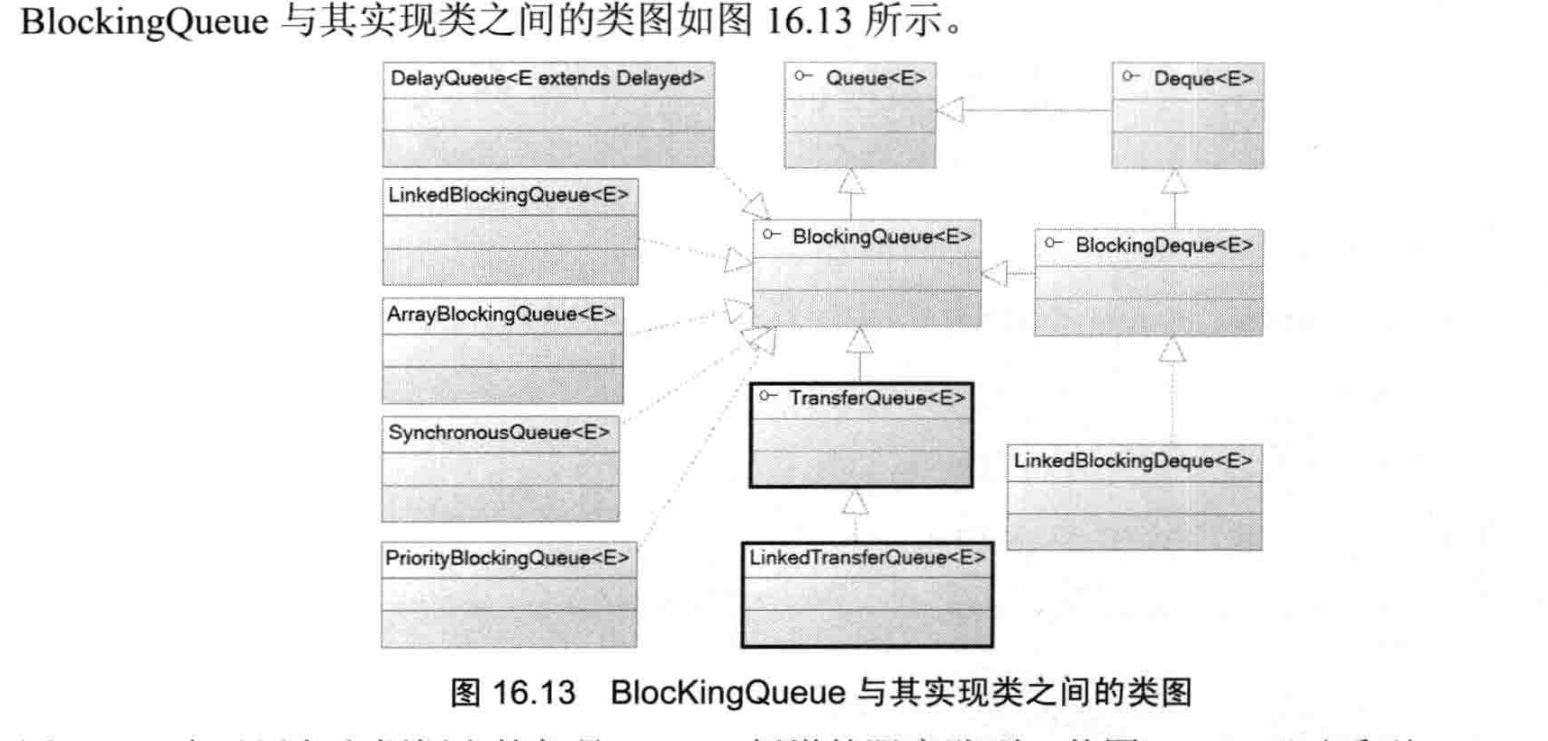 BlockingQueue 与其实现类之间的类图如图 16.13 所示。
DelayQueue<E extends Delayed>
Queue<E>
Deque<E>
LinkedBlockingQueue<E>
BlockingQueue<E>
BlockingDeque<E>
ArrayBlockingQueue<E>
TransferQueue<E>
SynchronousQueue<E>
LinkedBlockingDeque<E>
PriorityBlockingQueue<E>
LinkedTransferQueue<E>
图 16.13 BlocKingQueue 与其实现类之间的类图